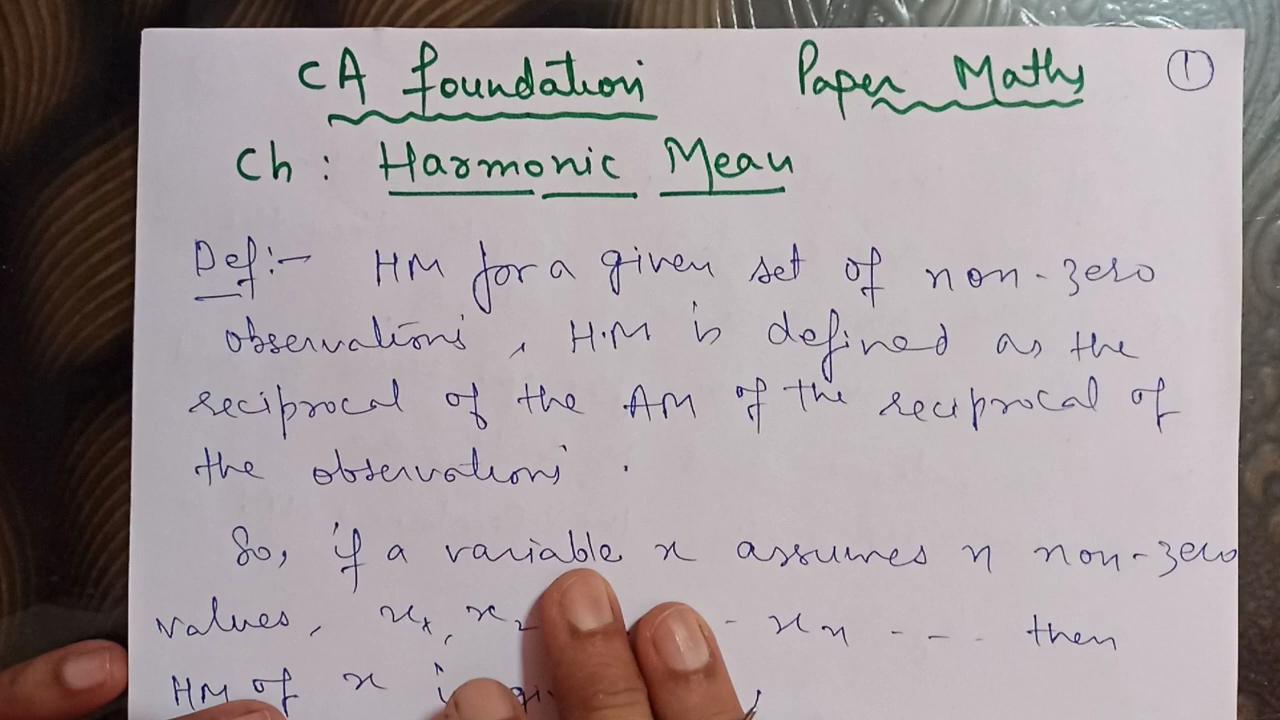 CA foundation Paper Maths 1
Ch : Harmonic Mean
Def:- HM for a given set of non-zero
observations, H.M is defined as the
reciprocal of the AM of the reciprocal of
the observations.
So, if a variable x assumes n non-zero
values, x₁, x₂ - xn - - - then
HM of x is